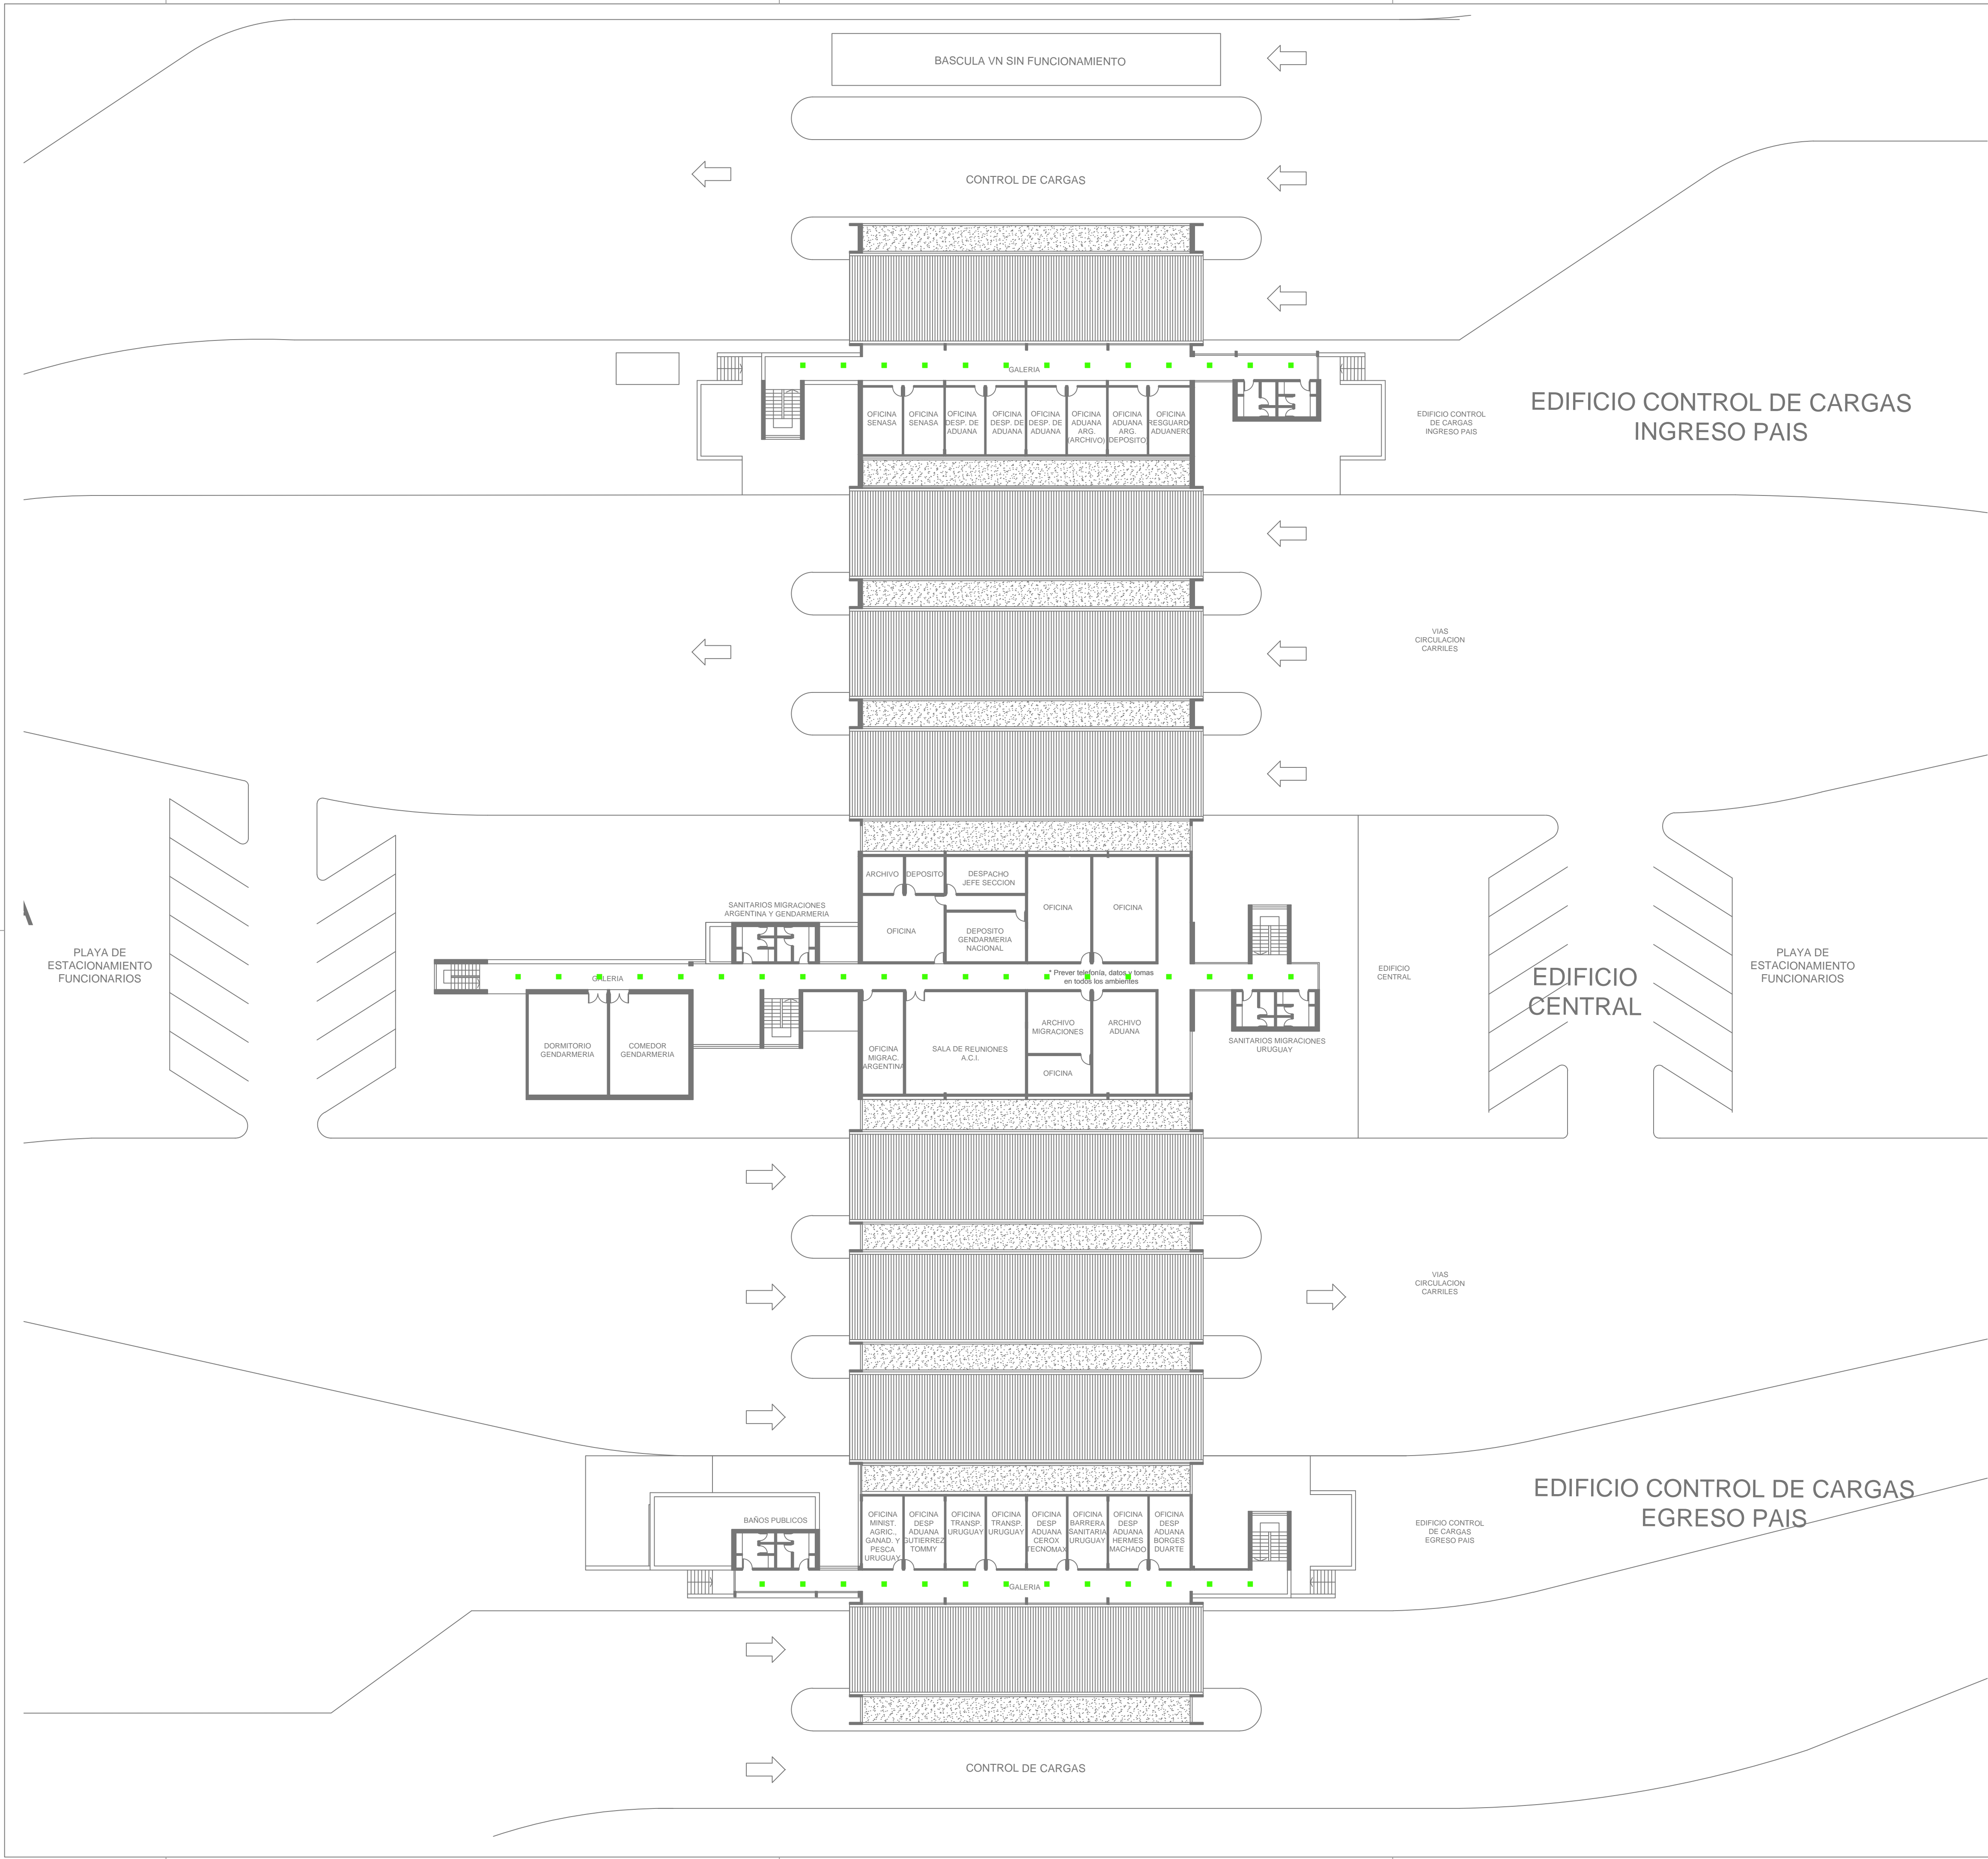 BASCULA VN SIN FUNCIONAMIENTO
CONTROL DE CARGAS
GALERIA
OFICINA
SENASA
OFICINA
SENASA
OFICINA
DESP. DE
ADUANA
OFICINA
DESP. DE
ADUANA
OFICINA
DESP. DE
ADUANA
OFICINA
ADUANA
ARG.
(ARCHIVO)
OFICINA
ADUANA
ARG.
DEPOSITO
OFICINA
RESGUARDO
ADUANERO
EDIFICIO CONTROL
DE CARGAS
INGRESO PAIS
EDIFICIO CONTROL DE CARGAS
INGRESO PAIS
VIAS
CIRCULACION
CARRILES
ARCHIVO
DEPOSITO
DESPACHO
JEFE SECCION
SANITARIOS MIGRACIONES
ARGENTINA Y GENDARMERIA
OFICINA
DEPOSITO
GENDARMERIA
NACIONAL
OFICINA
OFICINA
PLAYA DE
ESTACIONAMIENTO
FUNCIONARIOS
GALERIA
* Prever telefonía, datos y tomas
en todos los ambientes
EDIFICIO
CENTRAL
EDIFICIO
CENTRAL
PLAYA DE
ESTACIONAMIENTO
FUNCIONARIOS
DORMITORIO
GENDARMERIA
COMEDOR
GENDARMERIA
OFICINA
MIGRAC.
ARGENTINA
SALA DE REUNIONES
A.C.I.
ARCHIVO
MIGRACIONES
OFICINA
ARCHIVO
ADUANA
SANITARIOS MIGRACIONES
URUGUAY
VIAS
CIRCULACION
CARRILES
BAÑOS PUBLICOS
OFICINA
MINIST.
AGRIC.,
GANAD. Y
PESCA
URUGUAY
OFICINA
DESP
ADUANA
GUTIERREZ
TOMMY
OFICINA
TRANSP.
URUGUAY
OFICINA
TRANSP.
URUGUAY
OFICINA
DESP
ADUANA
CEROX
TECNOMAX
OFICINA
BARRERA
SANITARIA
URUGUAY
OFICINA
DESP
ADUANA
HERMES
MACHADO
OFICINA
DESP
ADUANA
BORGES
DUARTE
EDIFICIO CONTROL
DE CARGAS
EGRESO PAIS
EDIFICIO CONTROL DE CARGAS
EGRESO PAIS
GALERIA
CONTROL DE CARGAS